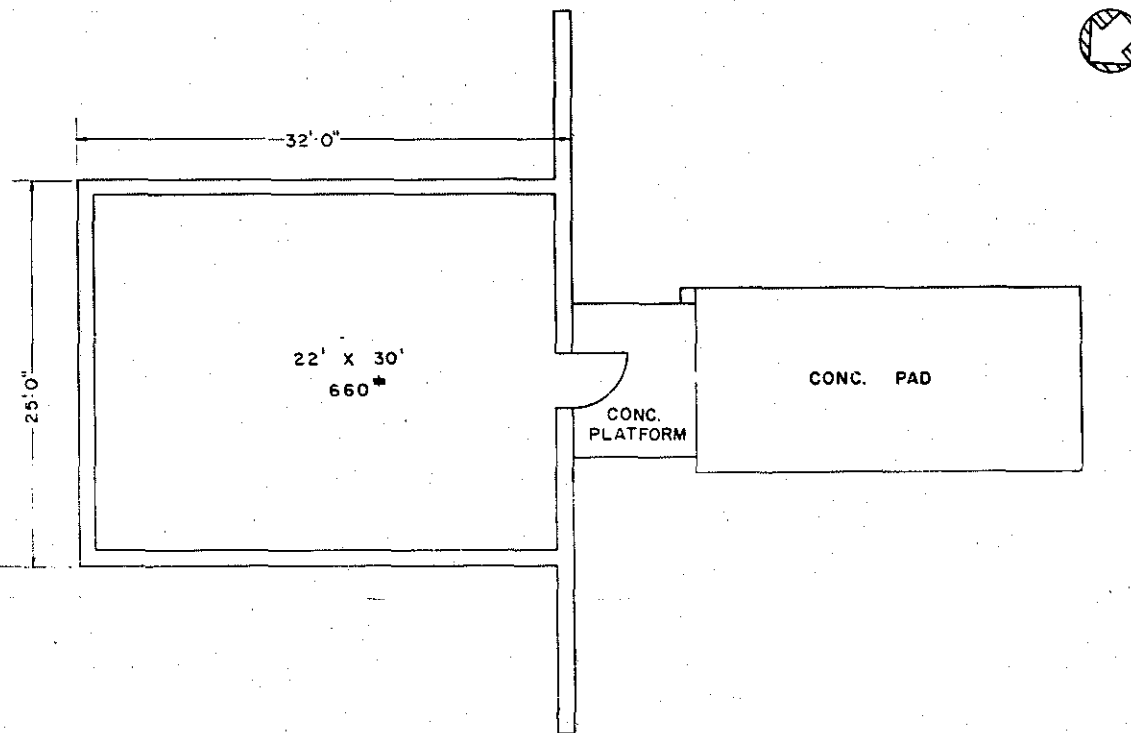 32'-0"
25'-0"
22' X 30'
660#
CONC. PAD
CONC.
PLATFORM